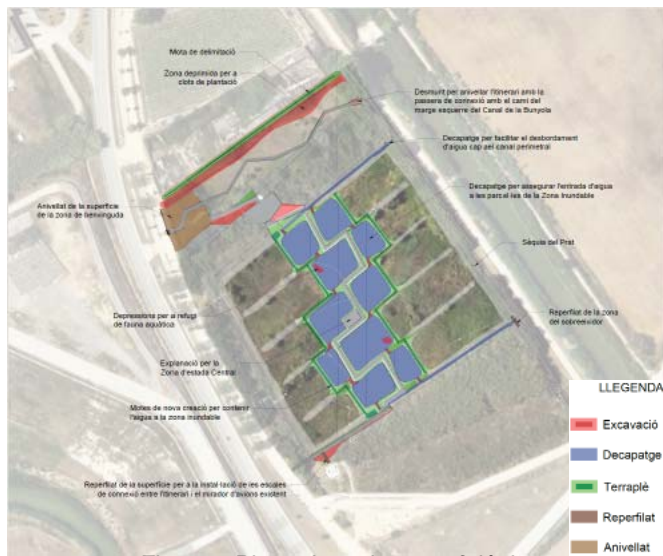 Mota de delimitació
Zona deprimida per a
clots de plantació
Desmunt per anivellar l'itinerari amb la
passera de connexió amb el camí del
marge esquerre del Canal de la Bunyola
Decapatge per facilitar el desbordament
d'aigua cap ael canal perimetral
Decapatge per assegurar l'entrada d'aigua
a les parcel·les de la Zona Inundable
Anivellat de la superfície
de la zona de benvinguda
Sèquia del Prat
Depressions per a refugi
de fauna aquàtica
Reperfilat de la zona
del sobreeixidor
Explanació per la
Zona d'estada Central
Motes de nova creació per contenir
l'aigua a la zona inundable
Reperfilat de la superfície per a la instal·lació de les escales
de connexió entre l'itinerari i el mirador d'avions existent
LLEGENDA
Excavació
Decapatge
Terraplè
Reperfilat
Anivellat